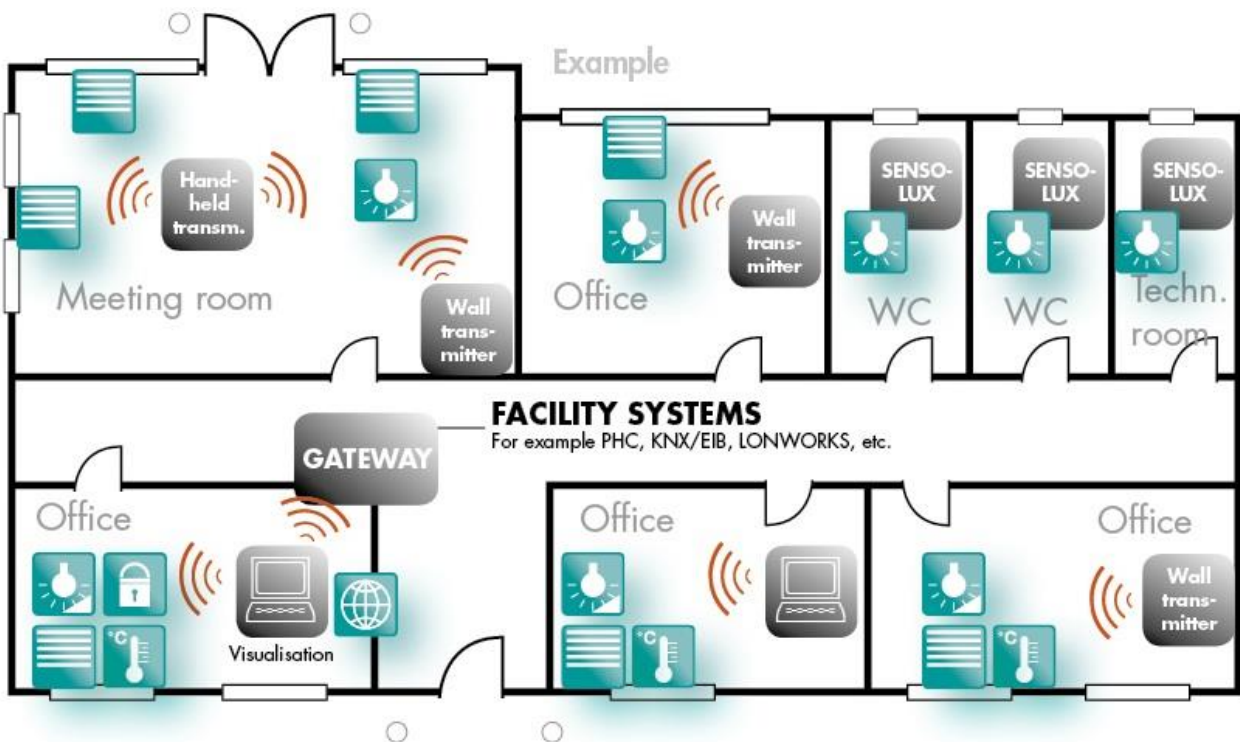 Example
Hand-
held
transm.
SENSO-
LUX
SENSO-
LUX
SENSO-
LUX
Wall
trans-
mitter
Meeting room
Wall
trans-
mitter
Office
WC
WC
Techn.
room
FACILITY SYSTEMS
For example PHC, KNX/EIB, LONWORKS, etc.
GATEWAY
Office
Office
Office
°C
Visualisation
°C
°C
Wall
trans-
mitter